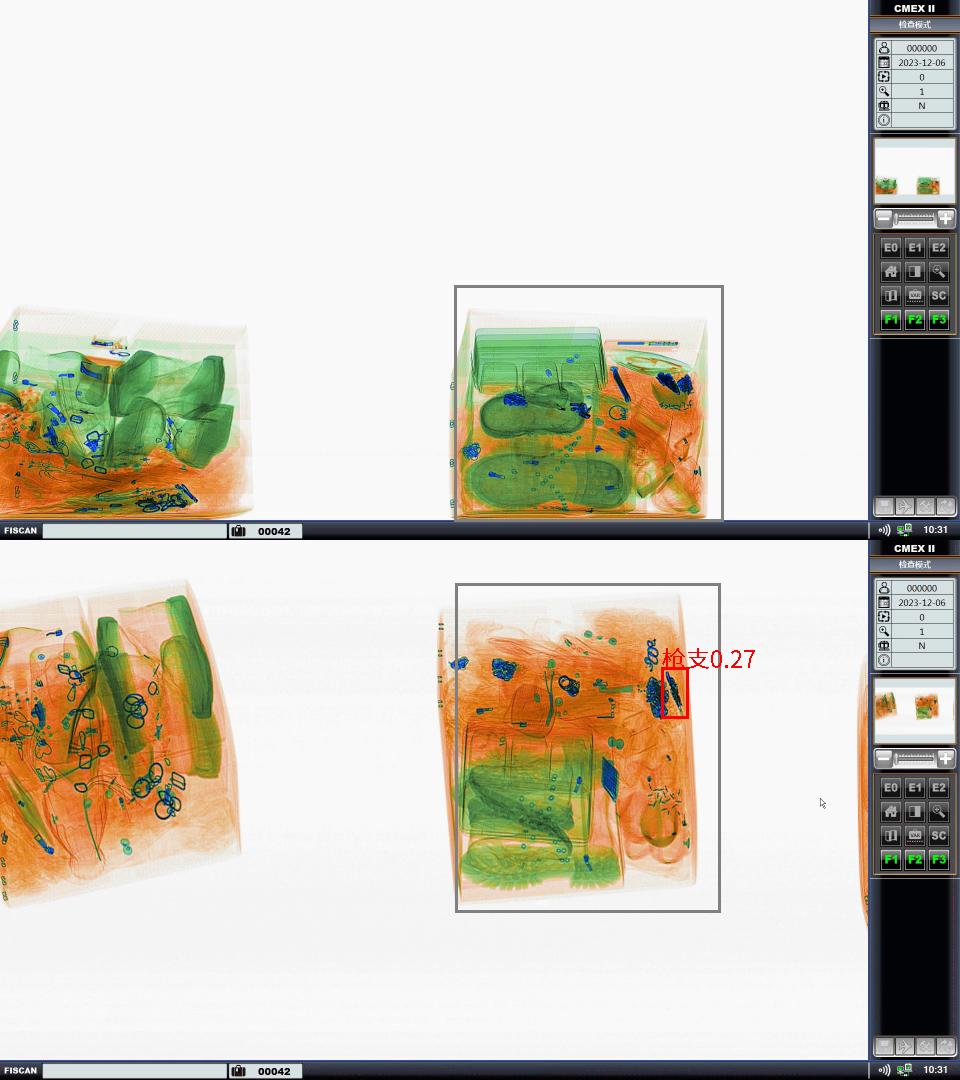 CMEX II
检查模式
000000
2023-12-06
0
1
N
E0 E1 E2
VAR SC
F1 F2 F3
FISCAN 00042 10:31
CMEX II
检查模式
000000
2023-12-06
0
1
N
枪支0.27
E0 E1 E2
VAR SC
F1 F2 F3
FISCAN 00042 10:31